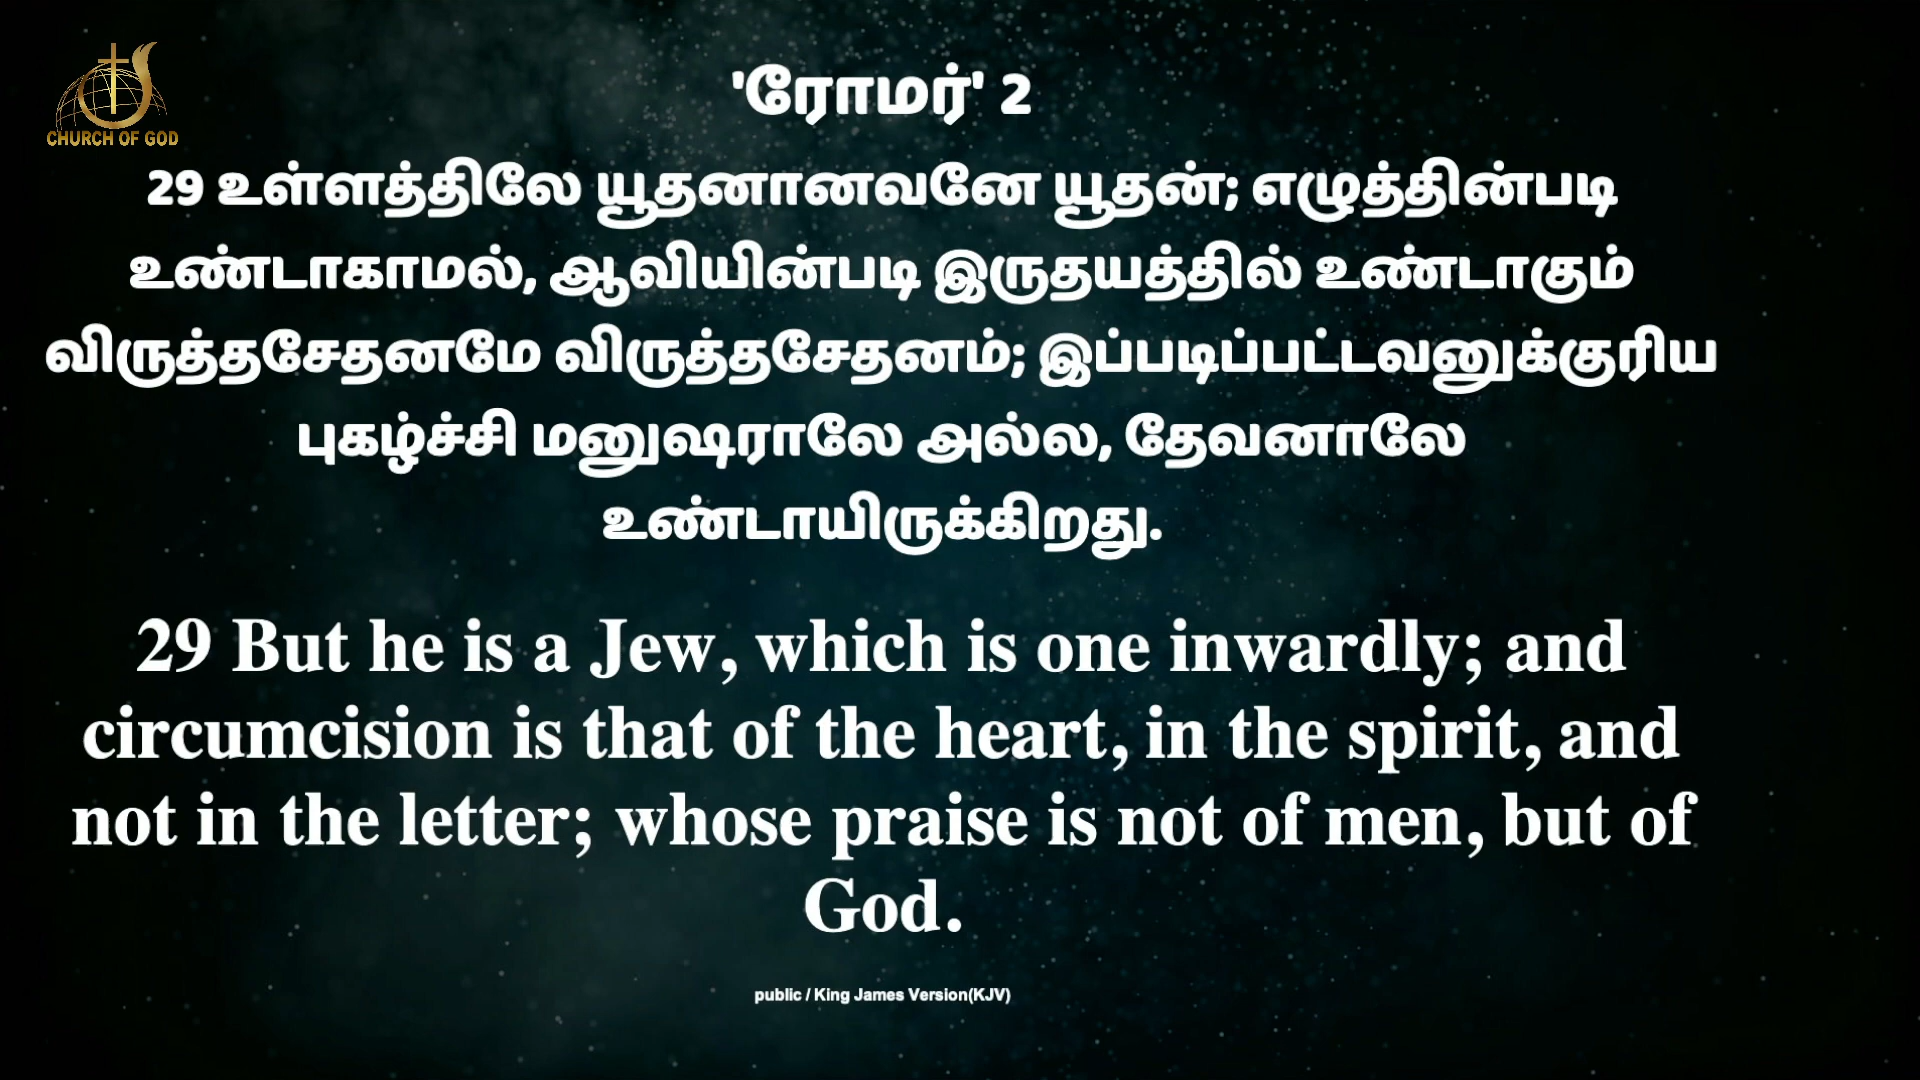 CHURCH OF GOD
'ரோமர்' 2
29 உள்ளத்திலே யூதனானவனே யூதன்; எழுத்தின்படி
உண்டாகாமல், ஆவியின்படி இருதயத்தில் உண்டாகும்
விருத்தசேதனமே விருத்தசேதனம்; இப்படிப்பட்டவனுக்குரிய
புகழ்ச்சி மனுஷராலே அல்ல, தேவனாலே
உண்டாயிருக்கிறது.
29 But he is a Jew, which is one inwardly; and
circumcision is that of the heart, in the spirit, and
not in the letter; whose praise is not of men, but of
God.
public / King James Version(KJV)